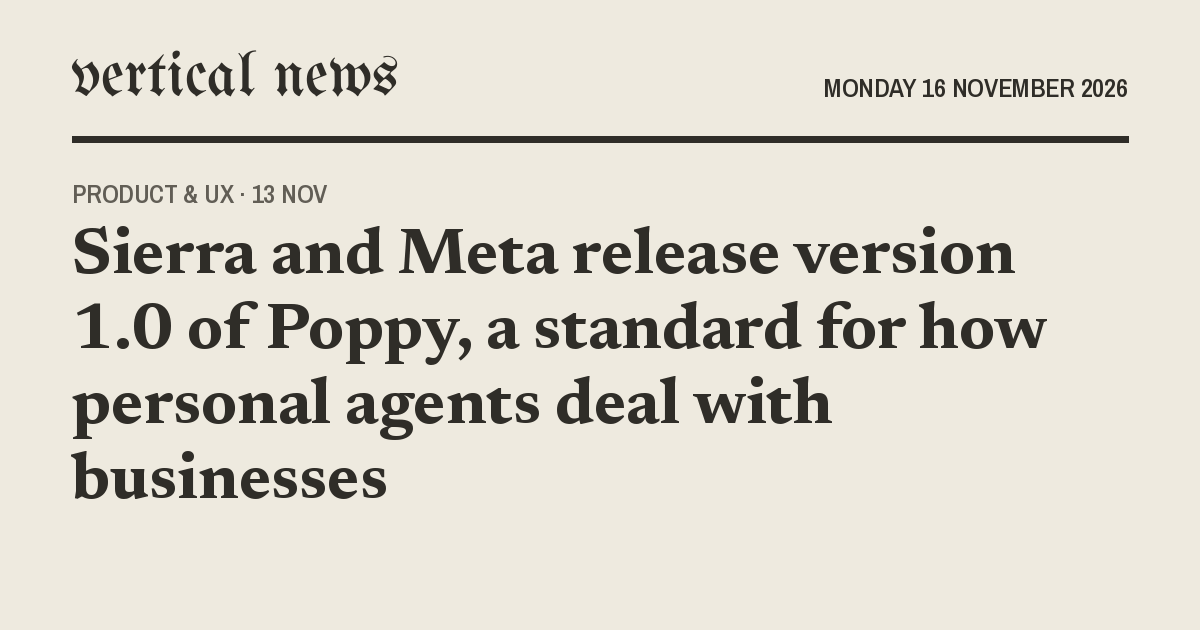 vertical news
MONDAY 16 NOVEMBER 2026
PRODUCT & UX · 13 NOV
Sierra and Meta release version
1.0 of Poppy, a standard for how
personal agents deal with
businesses